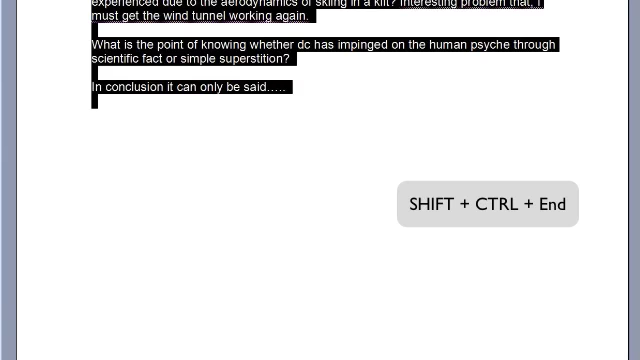 experienced due to the aerodynamics of skiing in a kilt? Interesting problem that, I
must get the wind tunnel working again.
What is the point of knowing whether dc has impinged on the human psyche through
scientific fact or simple superstition?
In conclusion it can only be said.....
SHIFT + CTRL + End